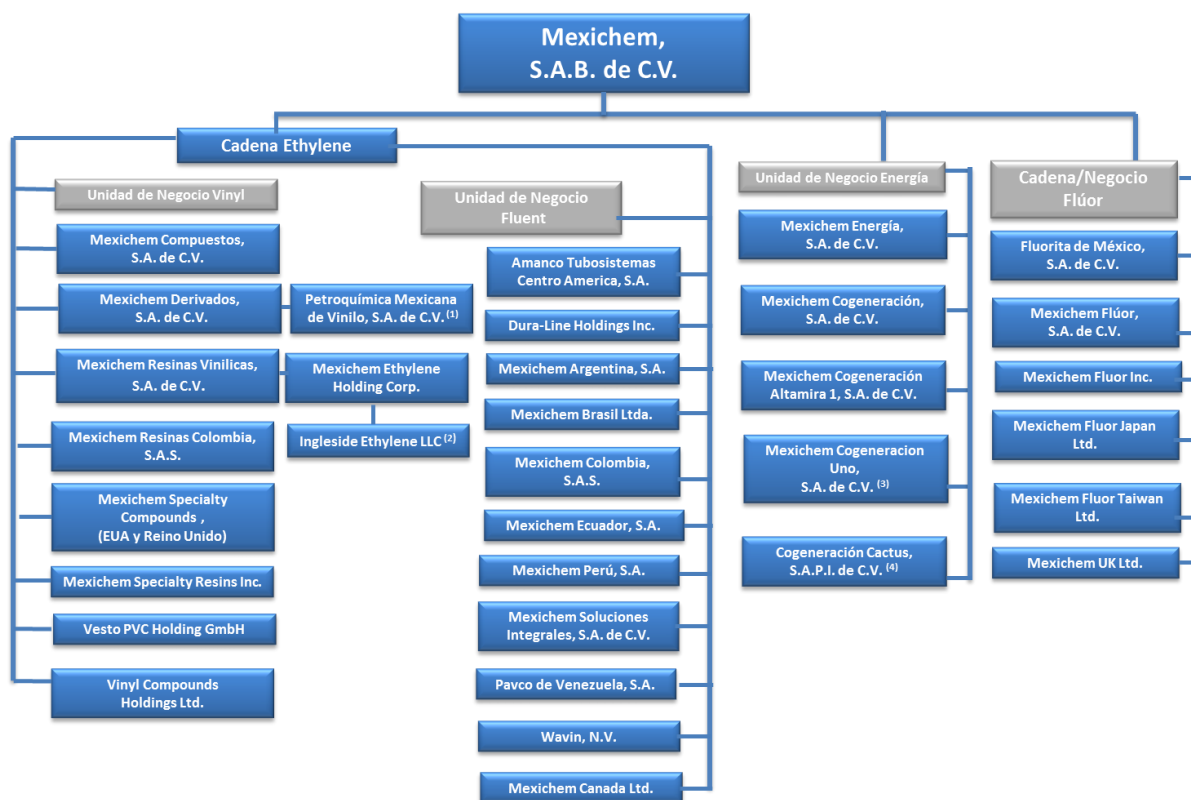 Mexichem,
S.A.B. de C.V.
Cadena Ethylene
Unidad de Negocio Vinyl
Mexichem Compuestos,
S.A. de C.V.
Mexichem Derivados,
S.A. de C.V.
Petroquímica Mexicana
de Vinilo, S.A. de C.V. (1)
Mexichem Resinas Vinilicas,
S.A. de C.V.
Mexichem Ethylene
Holding Corp.
Ingleside Ethylene LLC (2)
Mexichem Resinas Colombia,
S.A.S.
Mexichem Specialty
Compounds ,
(EUA y Reino Unido)
Mexichem Specialty Resins Inc.
Vesto PVC Holding GmbH
Vinyl Compounds
Holdings Ltd.
Unidad de Negocio
Fluent
Amanco Tubosistemas
Centro America, S.A.
Dura-Line Holdings Inc.
Mexichem Argentina, S.A.
Mexichem Brasil Ltda.
Mexichem Colombia,
S.A.S.
Mexichem Ecuador, S.A.
Mexichem Perú, S.A.
Mexichem Soluciones
Integrales, S.A. de C.V.
Pavco de Venezuela, S.A.
Wavin, N.V.
Mexichem Canada Ltd.
Unidad de Negocio Energía
Mexichem Energía,
S.A. de C.V.
Mexichem Cogeneración,
S.A. de C.V.
Mexichem Cogeneración
Altamira 1, S.A. de C.V.
Mexichem Cogeneracion
Uno,
S.A. de C.V. (3)
Cogeneración Cactus,
S.A.P.I. de C.V. (4)
Cadena/Negocio
Flúor
Fluorita de México,
S.A. de C.V.
Mexichem Flúor,
S.A. de C.V.
Mexichem Fluor Inc.
Mexichem Fluor Japan
Ltd.
Mexichem Fluor Taiwan
Ltd.
Mexichem UK Ltd.